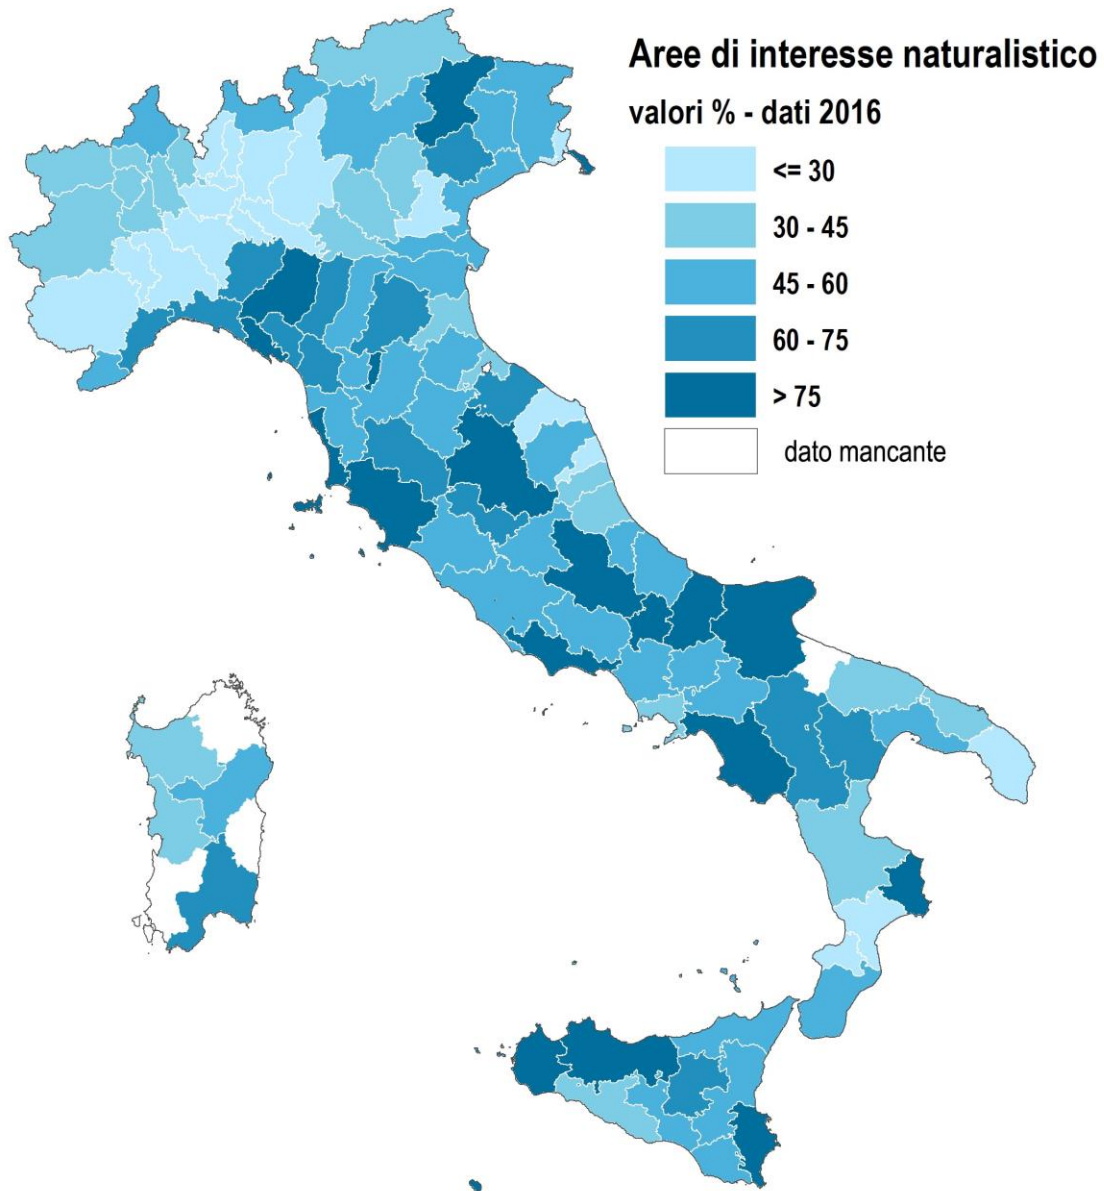 Aree di interesse naturalistico
valori % - dati 2016
<= 30
30 - 45
45 - 60
60 - 75
> 75
dato mancante